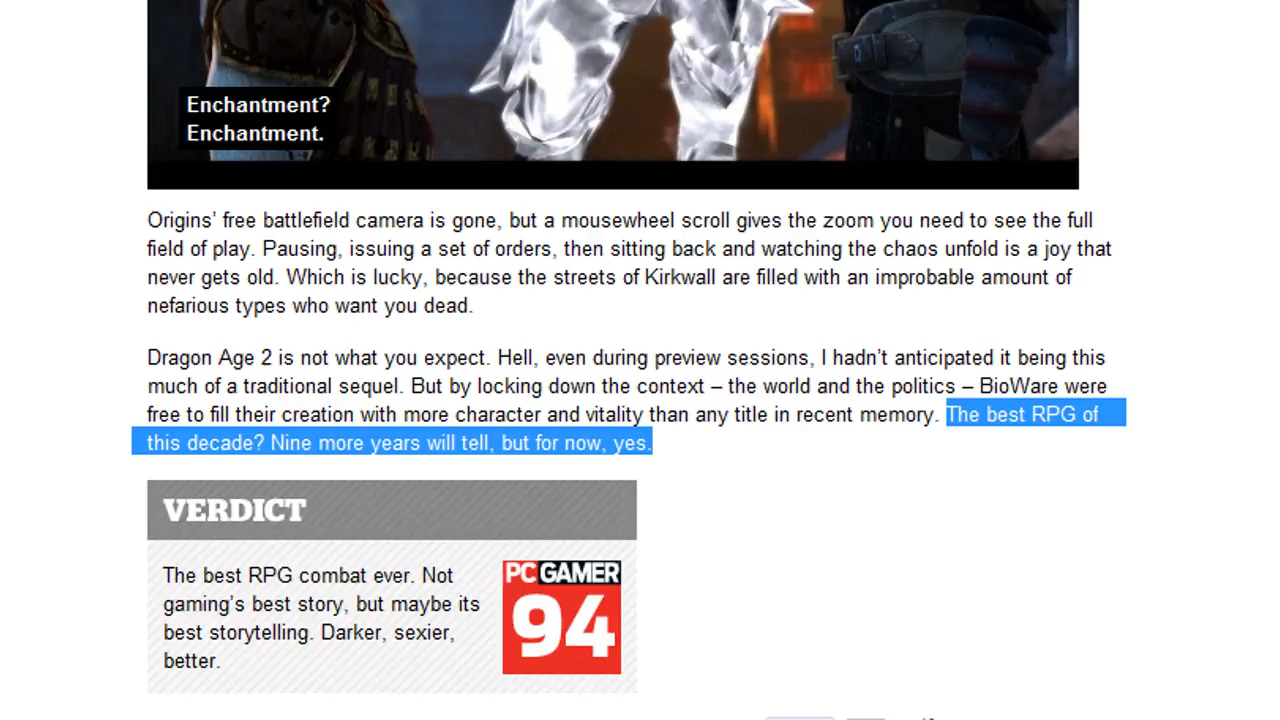 Enchantment?
Enchantment.
Origins’ free battlefield camera is gone, but a mousewheel scroll gives the zoom you need to see the full
field of play. Pausing, issuing a set of orders, then sitting back and watching the chaos unfold is a joy that
never gets old. Which is lucky, because the streets of Kirkwall are filled with an improbable amount of
nefarious types who want you dead.
Dragon Age 2 is not what you expect. Hell, even during preview sessions, I hadn’t anticipated it being this
much of a traditional sequel. But by locking down the context – the world and the politics – BioWare were
free to fill their creation with more character and vitality than any title in recent memory. The best RPG of
this decade? Nine more years will tell, but for now, yes.
VERDICT
The best RPG combat ever. Not
gaming’s best story, but maybe its
best storytelling. Darker, sexier,
better.
PC GAMER
94